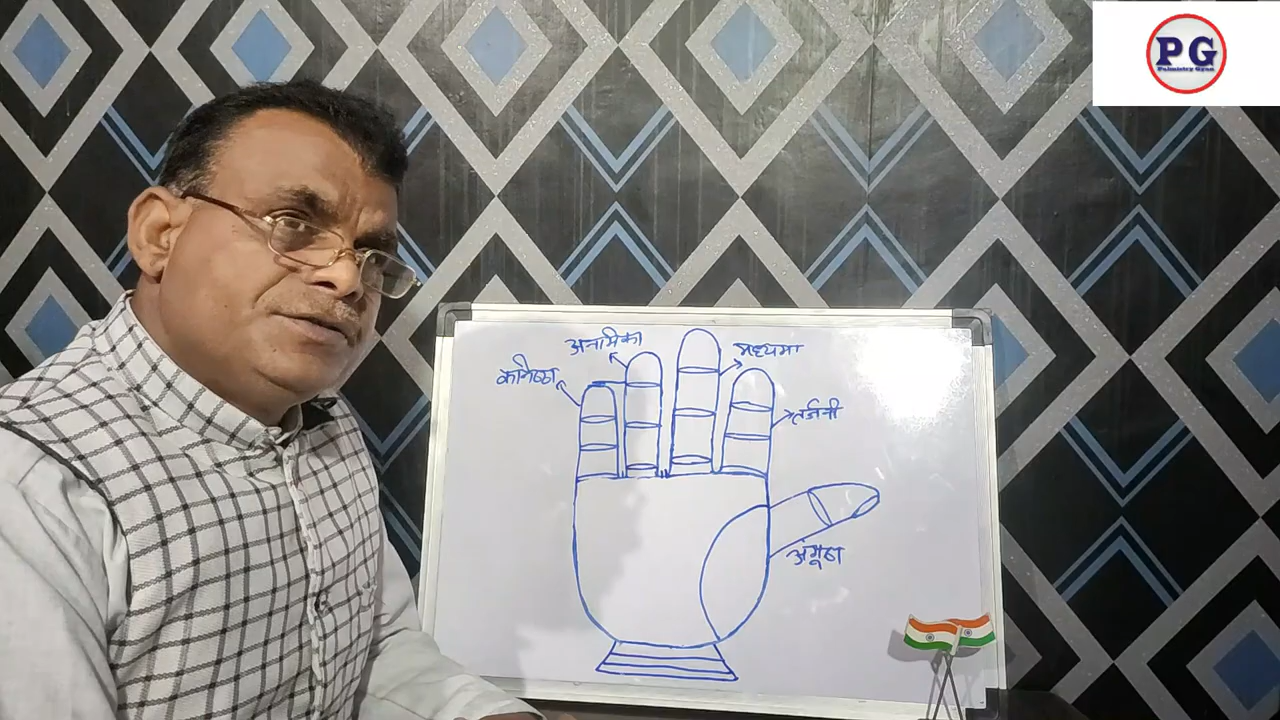 PG
Palmistry Gyan
अनामिका
मध्यमा
कनिष्ठा
तर्जनी
अंगूठा